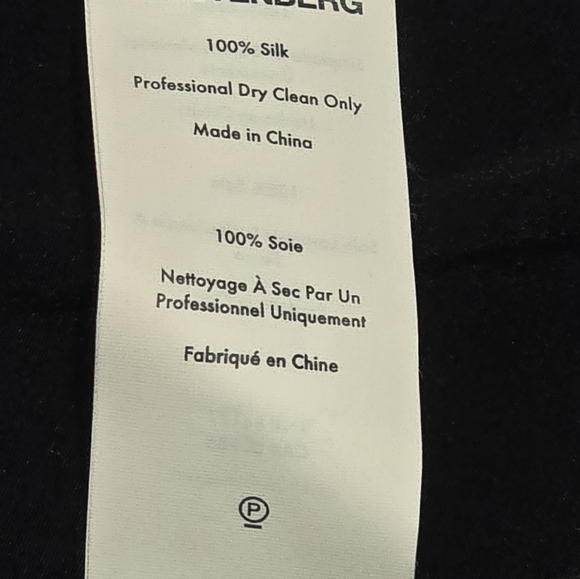 100% Silk
Professional Dry Clean Only
Made in China
100% Soie
Nettoyage À Sec Par Un
Professionnel Uniquement
Fabriqué en Chine
P